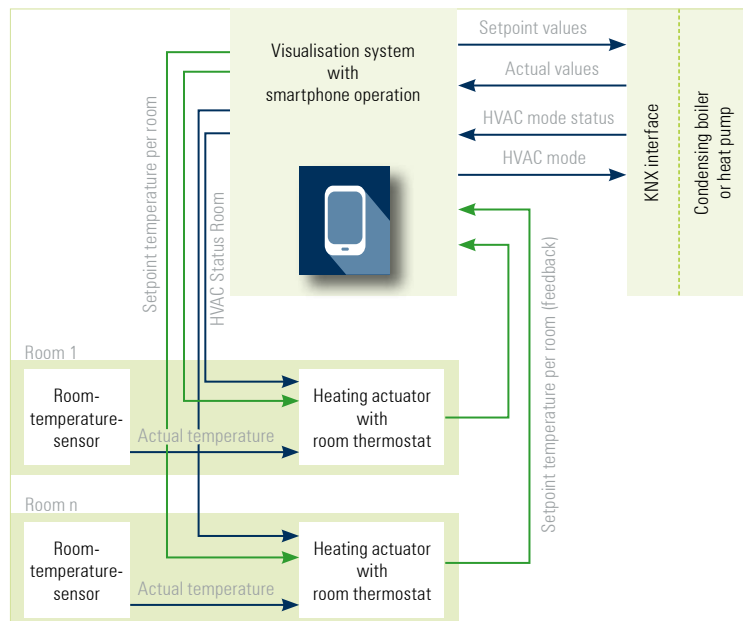 Visualisation system
with
smartphone operation
Setpoint values
Actual values
HVAC mode status
HVAC mode
KNX interface
Condensing boiler
or heat pump
Setpoint temperature per room
HVAC Status Room
Setpoint temperature per room (feedback)
Room 1
Room-
temperature-
sensor
Actual temperature
Heating actuator
with
room thermostat
Room n
Room-
temperature-
sensor
Actual temperature
Heating actuator
with
room thermostat